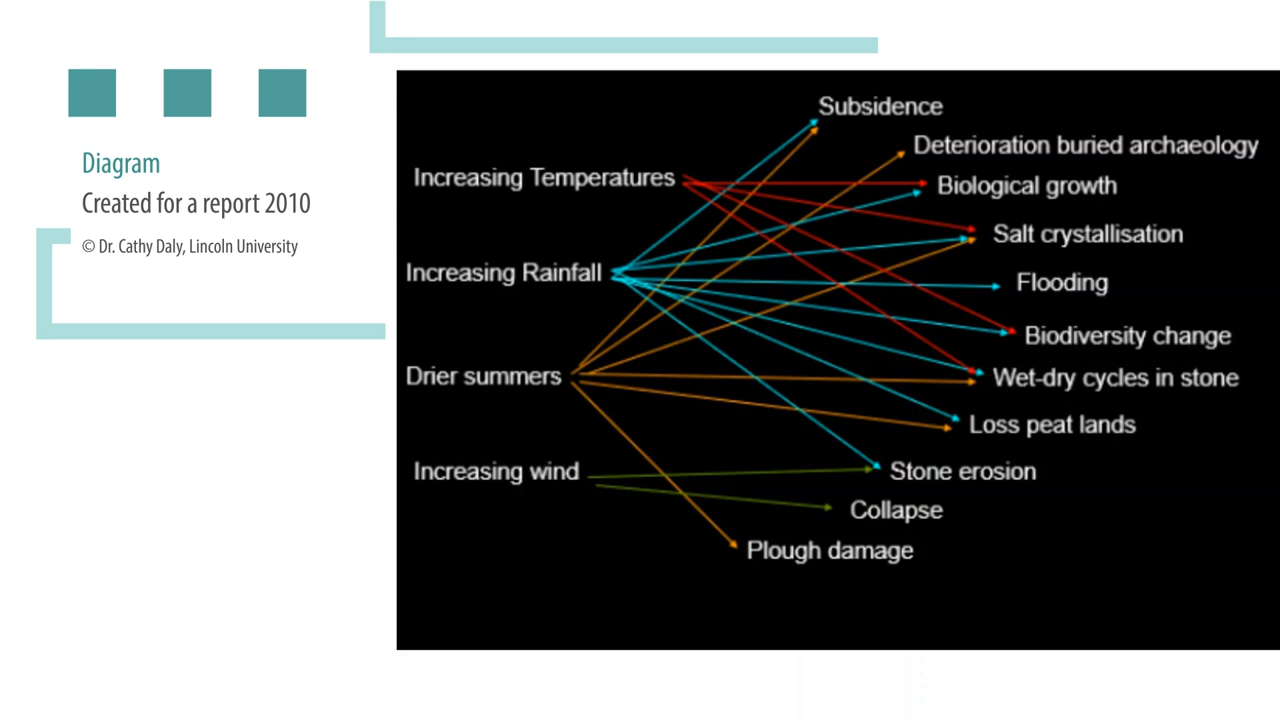 Diagram
Created for a report 2010
© Dr. Cathy Daly, Lincoln University
Increasing Temperatures
Increasing Rainfall
Drier summers
Increasing wind
Subsidence
Deterioration buried archaeology
Biological growth
Salt crystallisation
Flooding
Biodiversity change
Wet-dry cycles in stone
Loss peat lands
Stone erosion
Collapse
Plough damage